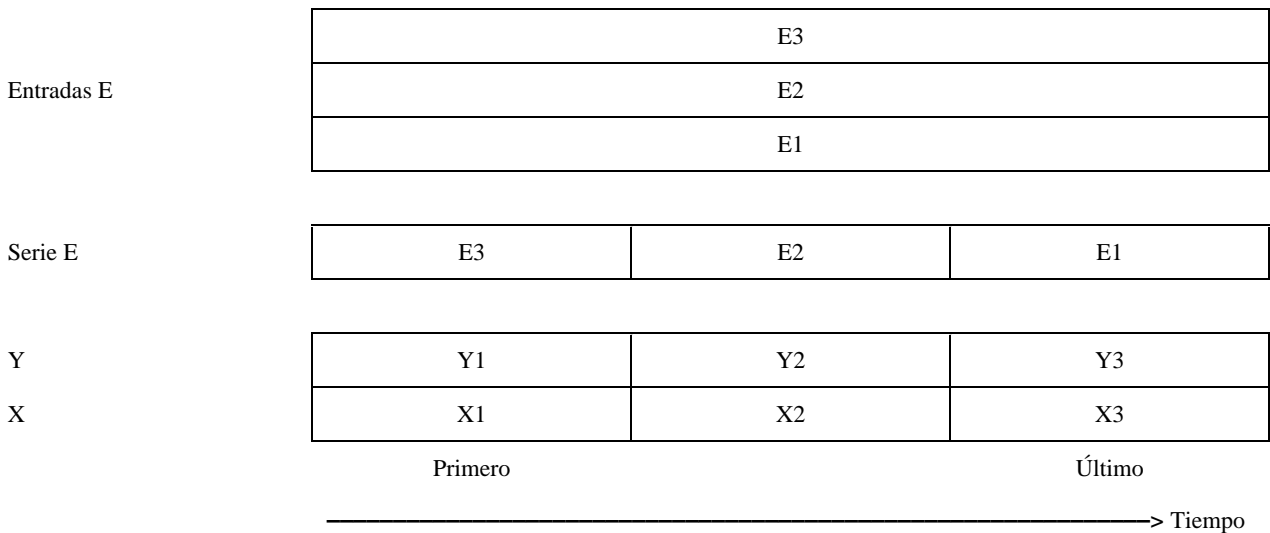 E3
Entradas E E2
E1
Serie E E3 E2 E1
Y Y1 Y2 Y3
X X1 X2 X3
Primero Último
> Tiempo